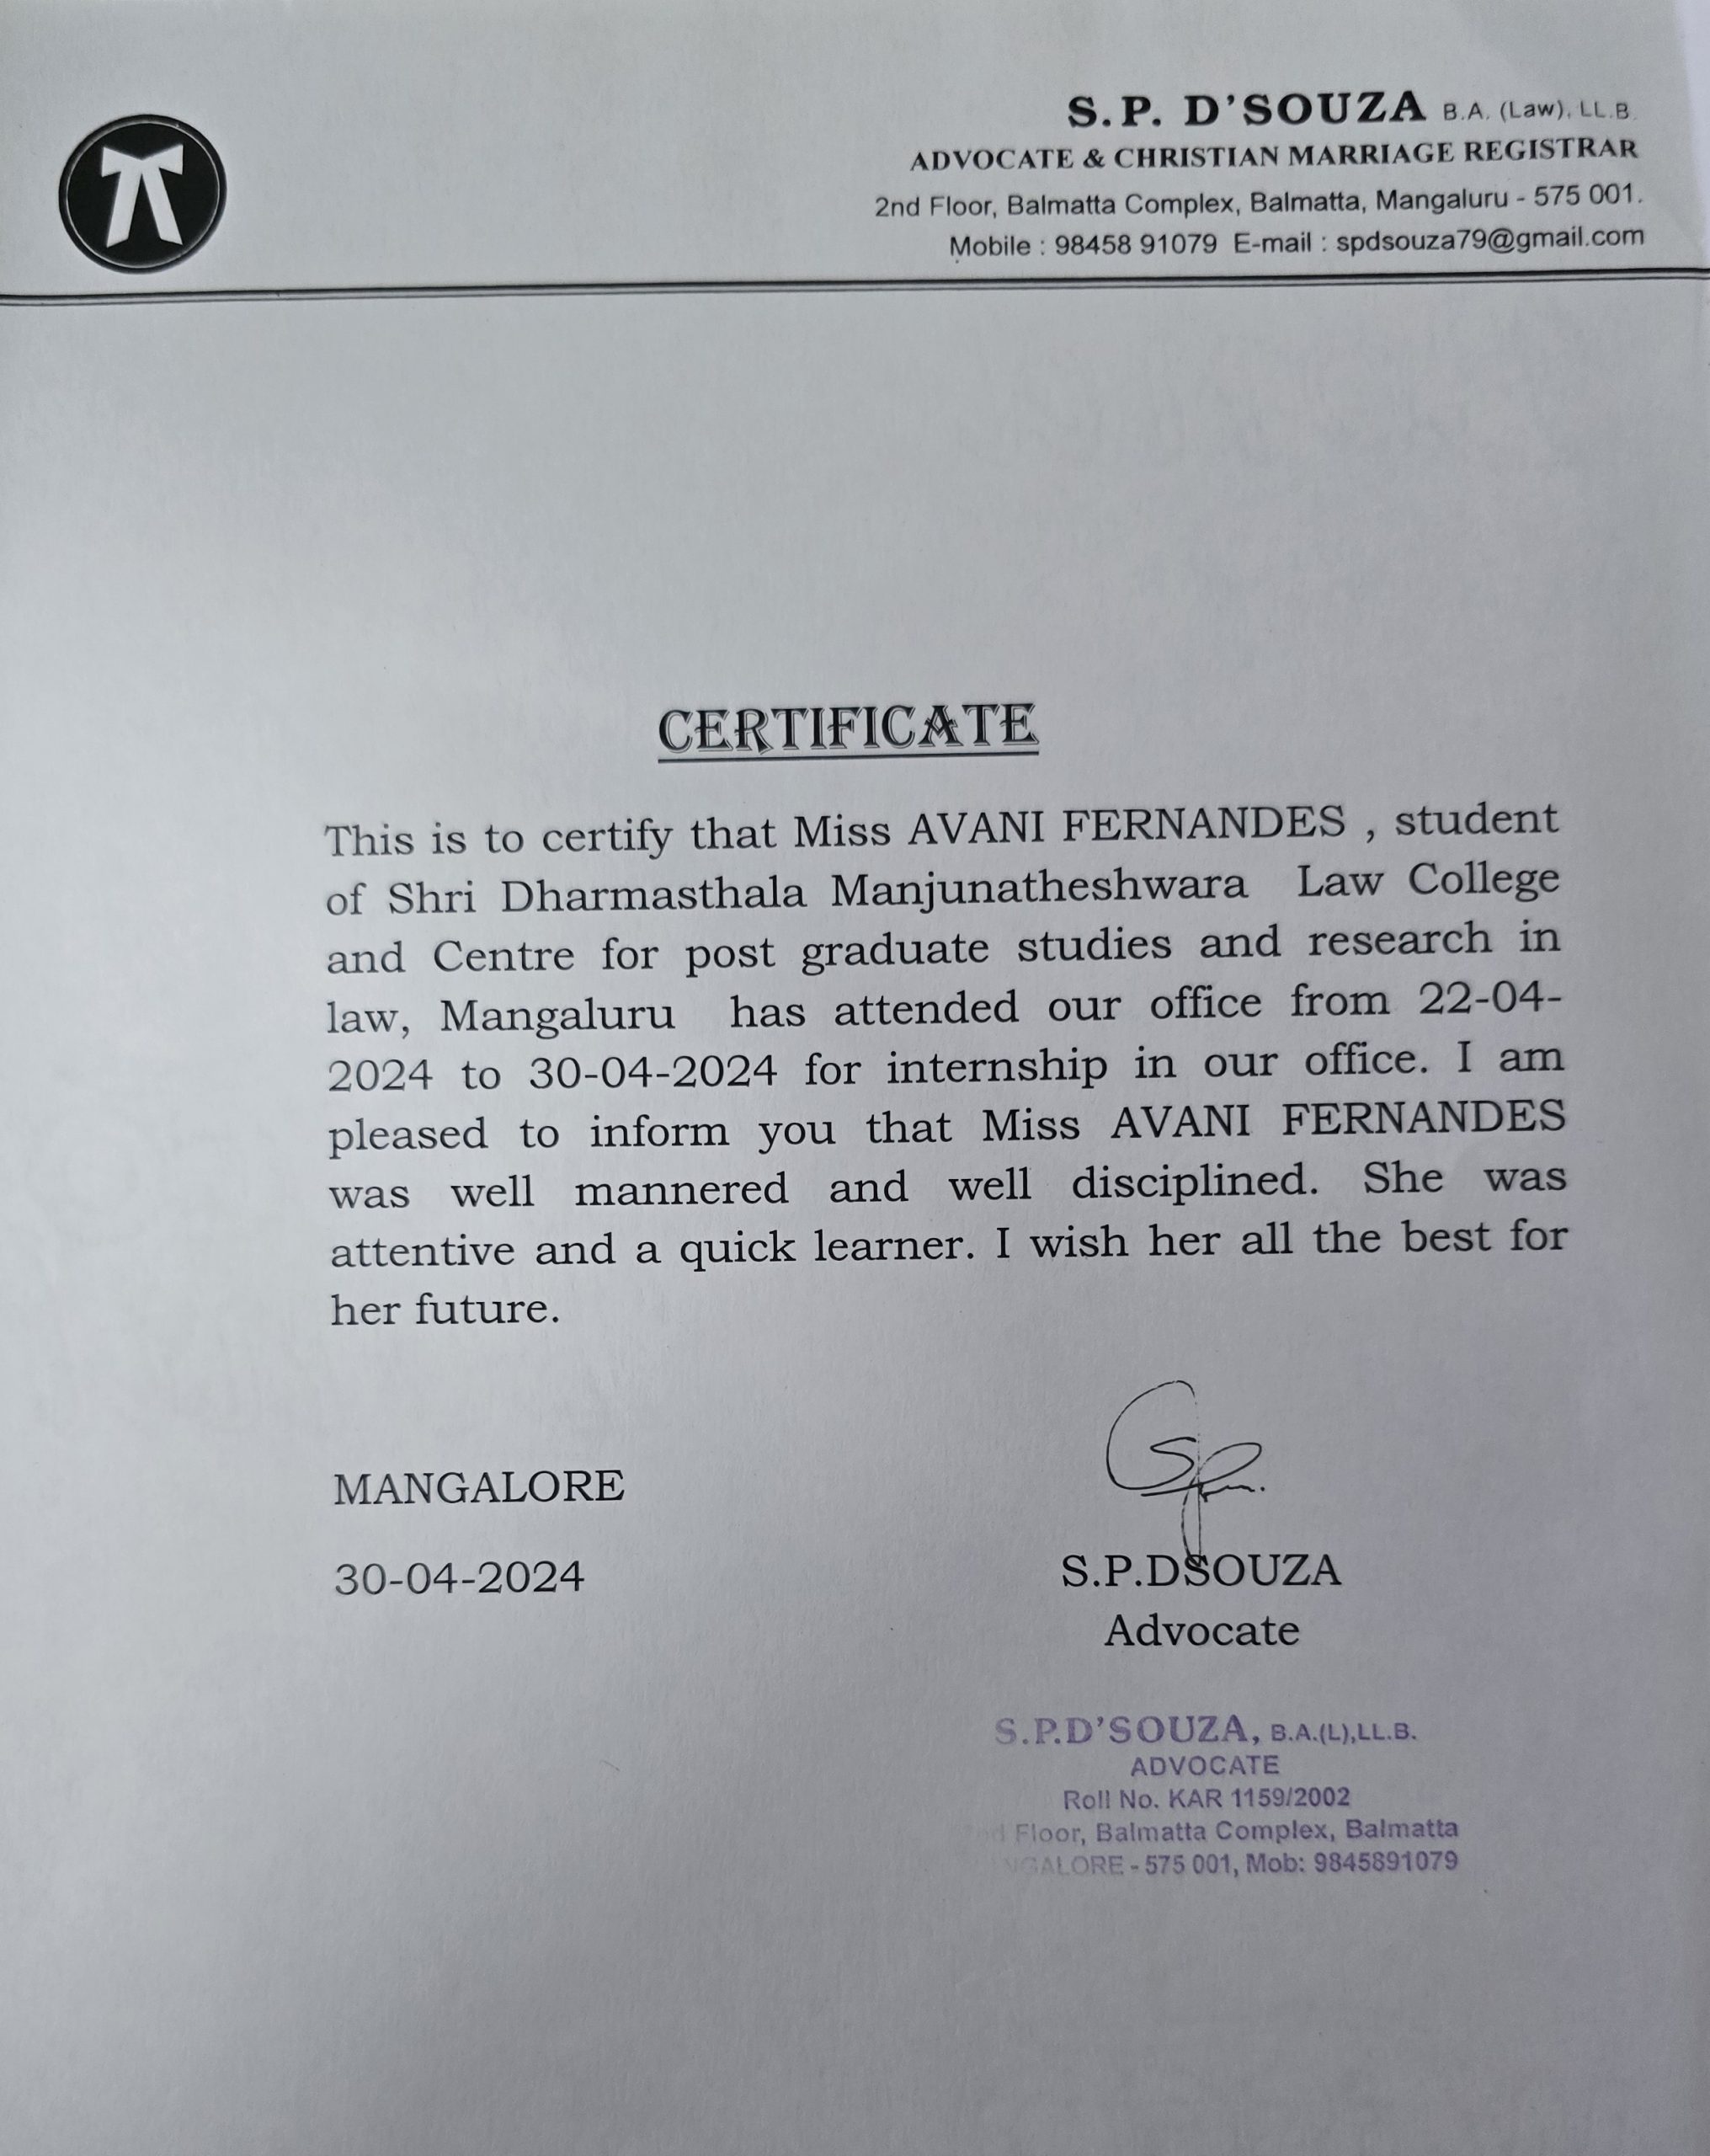 S.P. D'SOUZA B.A. (Law), LL.B.
ADVOCATE & CHRISTIAN MARRIAGE REGISTRAR
2nd Floor, Balmatta Complex, Balmatta, Mangaluru - 575 001.
Mobile : 98458 91079 E-mail : spdsouza79@gmail.com
CERTIFICATE
This is to certify that Miss AVANI FERNANDES , student
of Shri Dharmasthala Manjunatheshwara Law College
and Centre for post graduate studies and research in
law, Mangaluru has attended our office from 22-04-
2024 to 30-04-2024 for internship in our office. I am
pleased to inform you that Miss AVANI FERNANDES
was well mannered and well disciplined. She was
attentive and a quick learner. I wish her all the best for
her future.
MANGALORE
30-04-2024
S.P.DSOUZA
Advocate
S.P.D'SOUZA, B.A.(L),LL.B.
ADVOCATE
Roll No. KAR 1159/2002
Floor, Balmatta Complex, Balmatta
- 575 001, Mob: 9845891079